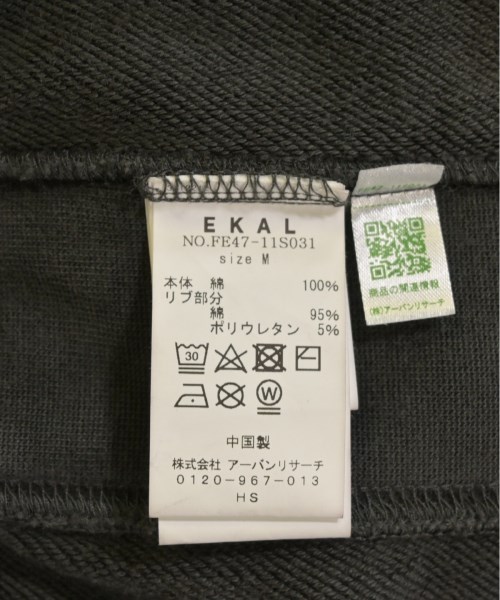 EKAL
NO.FE47-11S031
size M
本体 綿 100%
リブ部分
綿 95%
ポリウレタン 5%
30
W
中国製
株式会社 アーバンリサーチ
0120-967-013
HS
商品の関連情報
(株)アーバンリサーチ